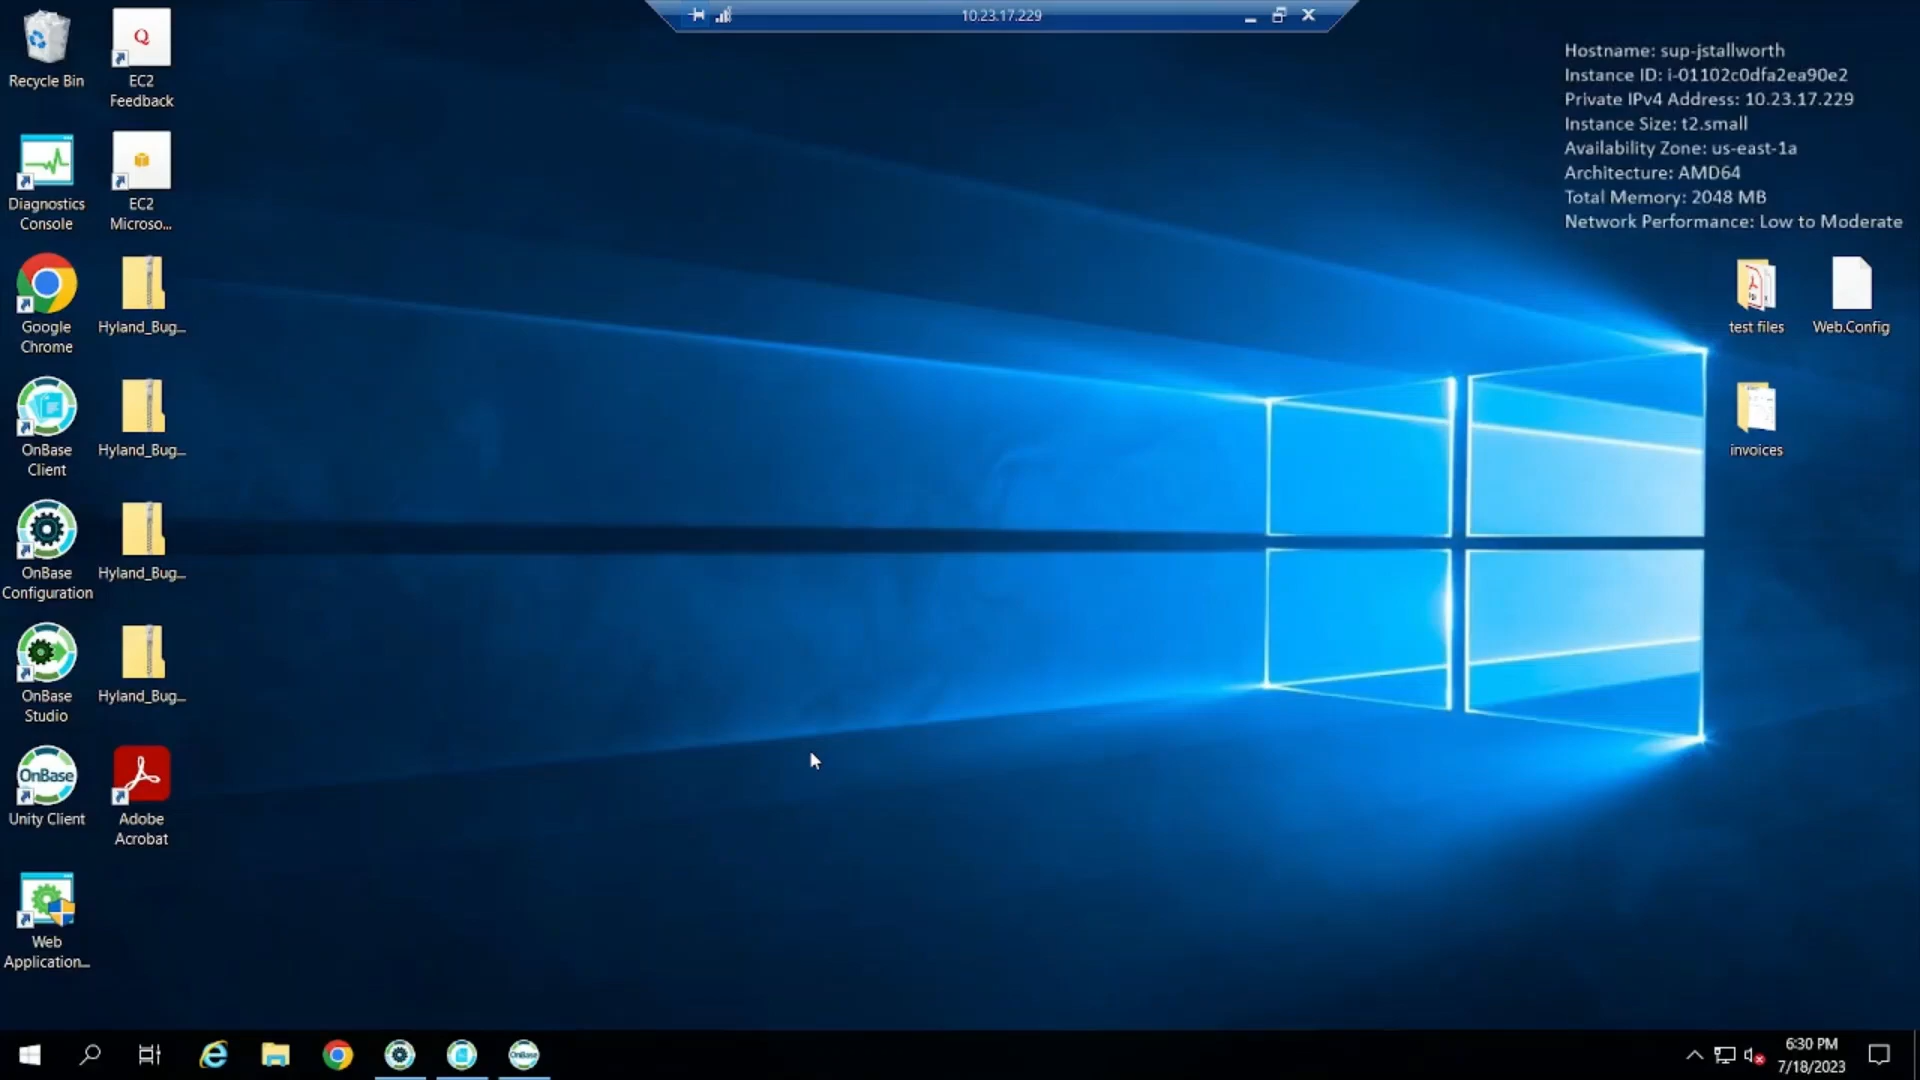 10.23.17.229
Hostname: sup-jstallworth
Instance ID: i-01102c0dfa2ea90e2
Private IPv4 Address: 10.23.17.229
Instance Size: t2.small
Availability Zone: us-east-1a
Architecture: AMD64
Total Memory: 2048 MB
Network Performance: Low to Moderate
Recycle Bin
Q
EC2
Feedback
Diagnostics
Console
EC2
Microso...
Google
Chrome
Hyland_Bug...
OnBase
Client
Hyland_Bug...
OnBase
Configuration
Hyland_Bug...
OnBase
Studio
Hyland_Bug...
OnBase
Unity Client
Adobe
Acrobat
Web
Application...
test files
Web.Config
invoices
OnBase
6:30 PM
7/18/2023